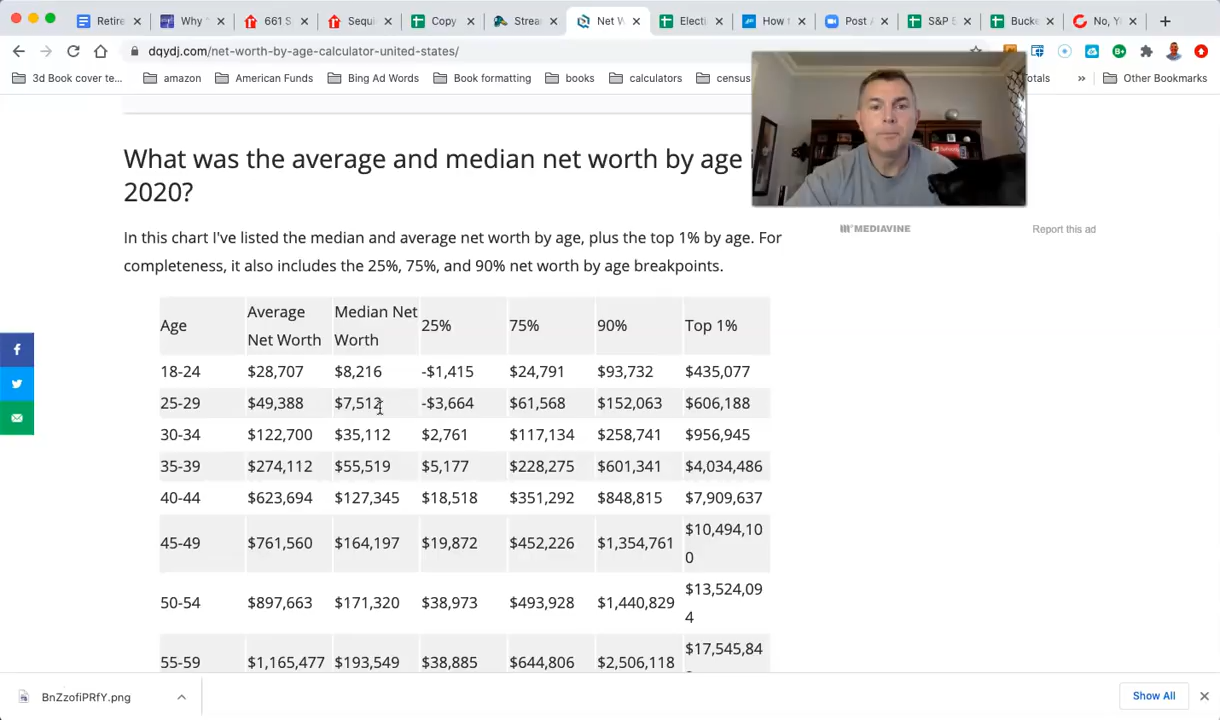 Retire
Why
661 S
Sequi
Copy
Strea
Net W
Electi
How t
Post A
S&P 5
Bucke
No, Y
dqydj.com/net-worth-by-age-calculator-united-states/
3d Book cover te... amazon American Funds Bing Ad Words Book formatting books calculators census Totals » Other Bookmarks
What was the average and median net worth by age
2020?
In this chart I've listed the median and average net worth by age, plus the top 1% by age. For
completeness, it also includes the 25%, 75%, and 90% net worth by age breakpoints.
MEDIAVINE Report this ad
Age Average Net Worth Median Net Worth 25% 75% 90% Top 1%
18-24 $28,707 $8,216 -$1,415 $24,791 $93,732 $435,077
25-29 $49,388 $7,512 -$3,664 $61,568 $152,063 $606,188
30-34 $122,700 $35,112 $2,761 $117,134 $258,741 $956,945
35-39 $274,112 $55,519 $5,177 $228,275 $601,341 $4,034,486
40-44 $623,694 $127,345 $18,518 $351,292 $848,815 $7,909,637
45-49 $761,560 $164,197 $19,872 $452,226 $1,354,761 $10,494,100
50-54 $897,663 $171,320 $38,973 $493,928 $1,440,829 $13,524,094
55-59 $1,165,477 $193,549 $38,885 $644,806 $2,506,118 $17,545,84
BnZzofiPRfY.png Show All